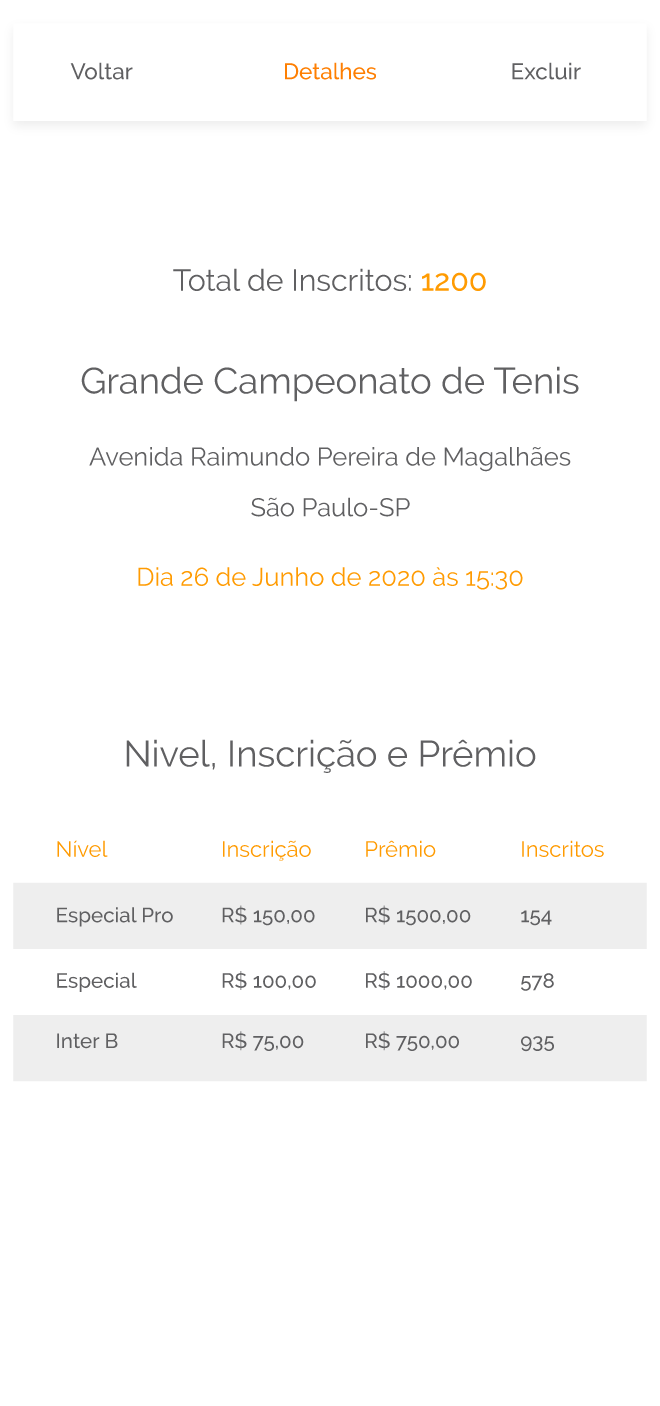 Voltar Detalhes Excluir
Total de Inscritos: 1200
Grande Campeonato de Tenis
Avenida Raimundo Pereira de Magalhães
São Paulo-SP
Dia 26 de Junho de 2020 às 15:30
Nivel, Inscrição e Prêmio
Nível Inscrição Prêmio Inscritos
Especial Pro R$ 150,00 R$ 1500,00 154
Especial R$ 100,00 R$ 1000,00 578
Inter B R$ 75,00 R$ 750,00 935